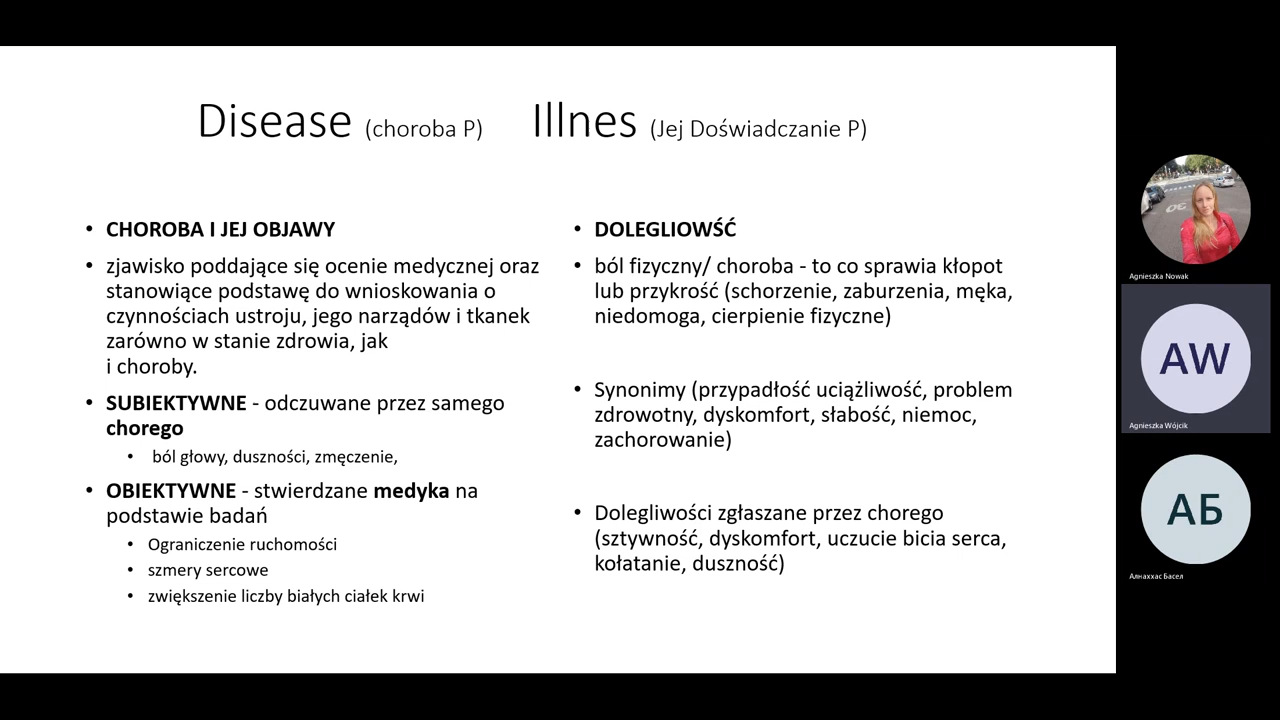 Disease (choroba P) Illnes (Jej Doświadczanie P)
• CHOROBA I JEJ OBJAWY
• zjawisko poddające się ocenie medycznej oraz
stanowiące podstawę do wnioskowania o
czynnościach ustroju, jego narządów i tkanek
zarówno w stanie zdrowia, jak
i choroby.
• SUBIEKTYWNE - odczuwane przez samego
chorego
• ból głowy, duszności, zmęczenie,
• OBIEKTYWNE - stwierdzane medyka na
podstawie badań
• Ograniczenie ruchomości
• szmery sercowe
• zwiększenie liczby białych ciałek krwi
• DOLEGLIOWŚĆ
• ból fizyczny/ choroba - to co sprawia kłopot
lub przykrość (schorzenie, zaburzenia, męka,
niedomoga, cierpienie fizyczne)
• Synonimy (przypadłość uciążliwość, problem
zdrowotny, dyskomfort, słabość, niemoc,
zachorowanie)
• Dolegliwości zgłaszane przez chorego
(sztywność, dyskomfort, uczucie bicia serca,
kołatanie, duszność)
Agnieszka Nowak
AW
Agnieszka Wójcik
АБ
Алнаххас Басел